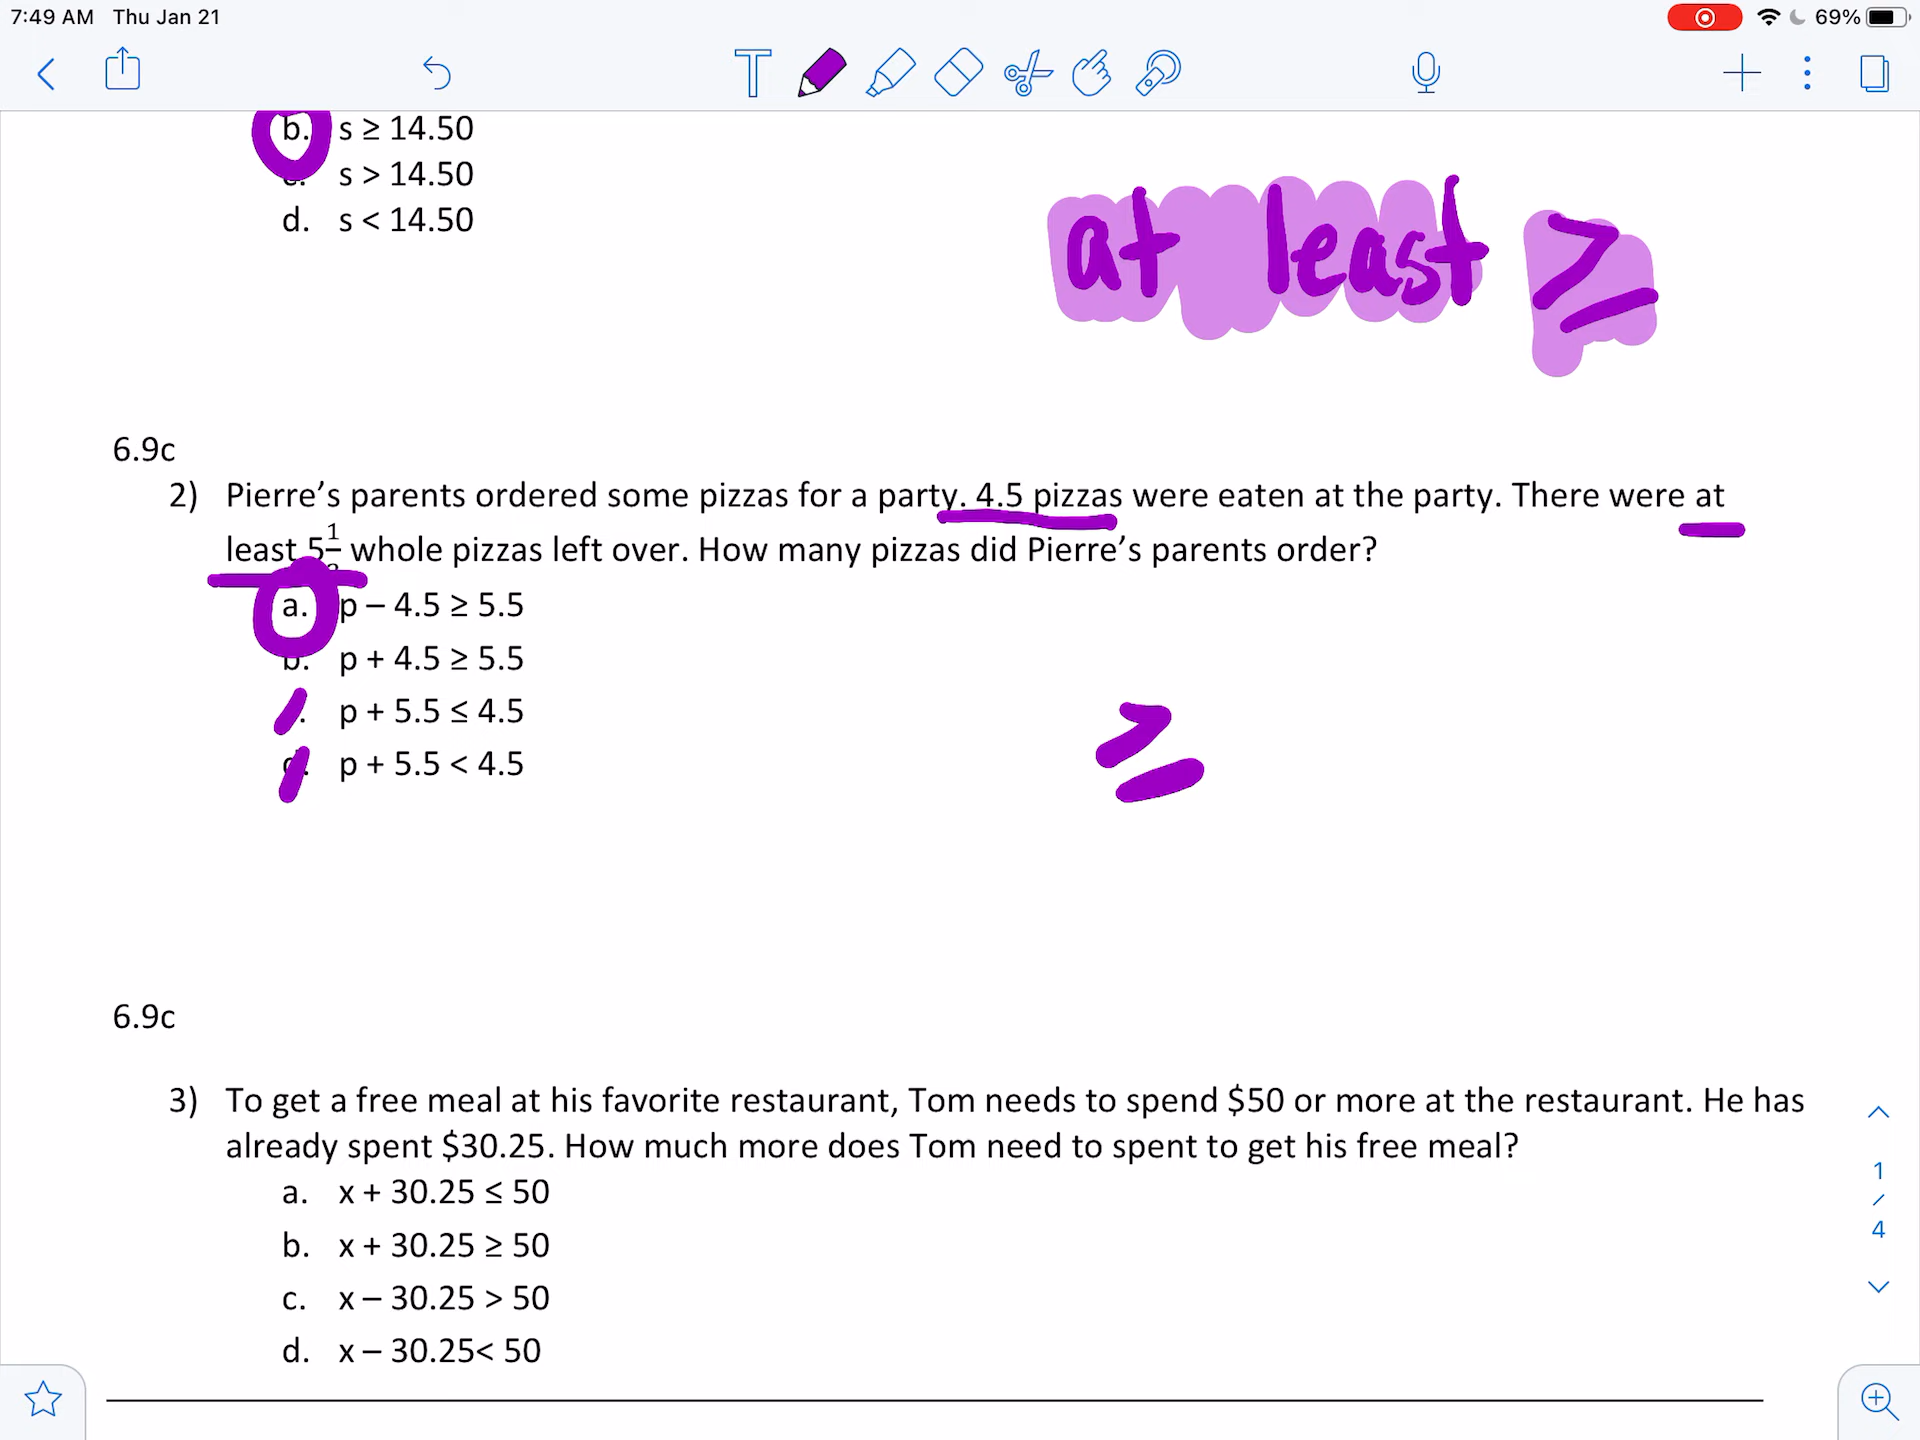 7:49 AM Thu Jan 21
69%
b. s ≥ 14.50
s > 14.50
d. s < 14.50
at least ≥
6.9c
2) Pierre’s parents ordered some pizzas for a party. 4.5 pizzas were eaten at the party. There were at
least 5 1/ whole pizzas left over. How many pizzas did Pierre’s parents order?
a. p – 4.5 ≥ 5.5
b. p + 4.5 ≥ 5.5
p + 5.5 ≤ 4.5
d. p + 5.5 < 4.5
≥
6.9c
3) To get a free meal at his favorite restaurant, Tom needs to spend $50 or more at the restaurant. He has
already spent $30.25. How much more does Tom need to spent to get his free meal?
a. x + 30.25 ≤ 50
b. x + 30.25 ≥ 50
c. x – 30.25 > 50
d. x – 30.25< 50
1
/
4